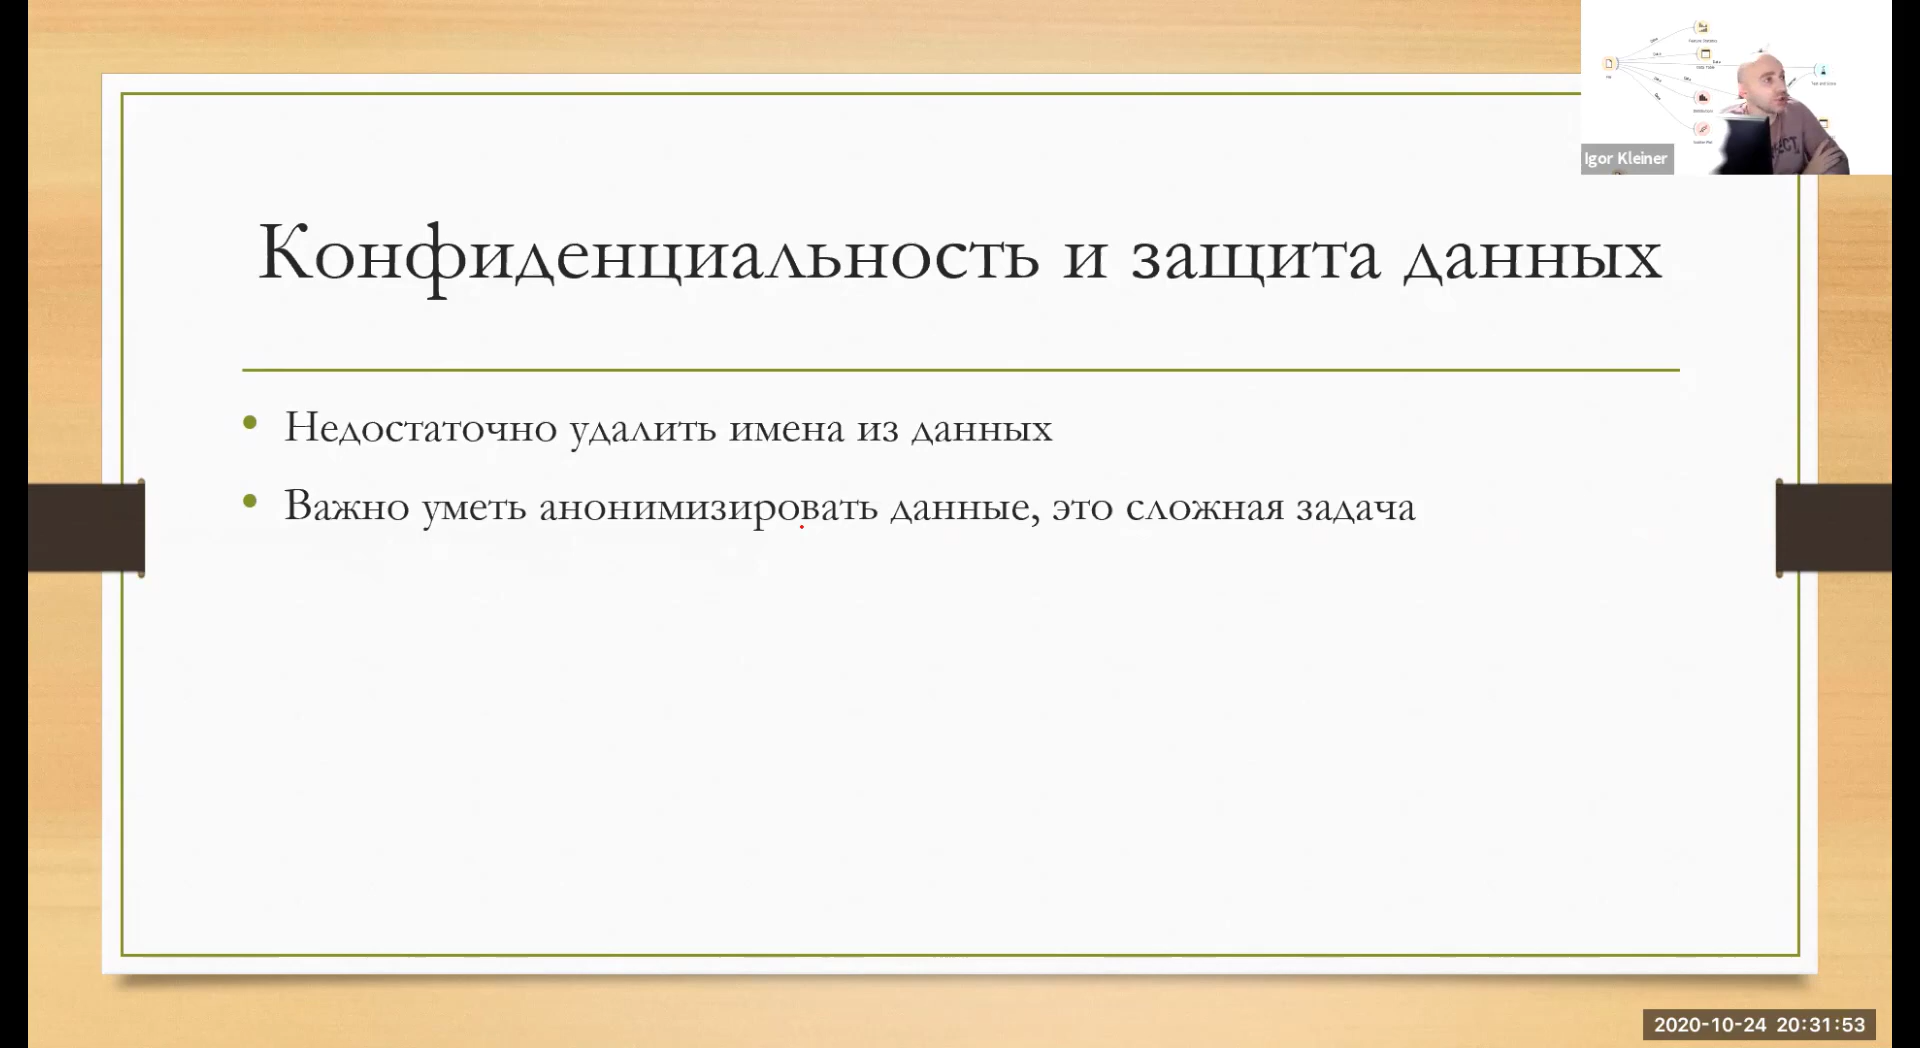 Igor Kleiner
Конфиденциальность и защита данных
• Недостаточно удалить имена из данных
• Важно уметь анонимизировать данные, это сложная задача
2020-10-24 20:31:53